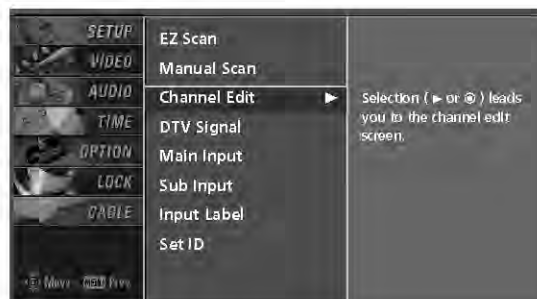 SETUP
VIDEO
AUDIO
TIME
OPTION
LOCK
CABLE
Move MENU Prev
EZ Scan
Manual Scan
Channel Edit ►
DTV Signal
Main Input
Sub Input
Input Label
Set ID
Selection ( ► or ◉ ) leads
you to the channel edit
screen.